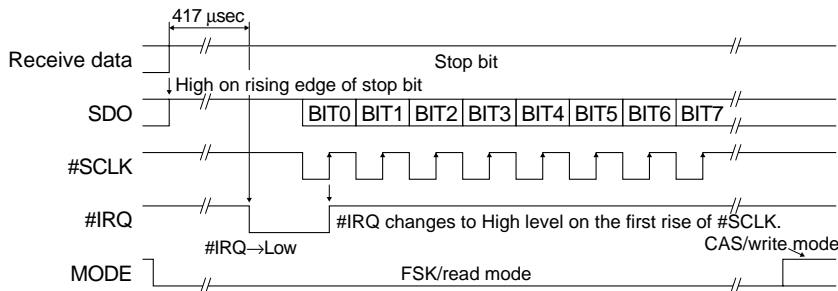 417 µsec
Receive data
Stop bit
High on rising edge of stop bit
SDO
BIT0 BIT1 BIT2 BIT3 BIT4 BIT5 BIT6 BIT7
#SCLK
#IRQ
#IRQ changes to High level on the first rise of #SCLK.
#IRQ→Low
CAS/write mode
MODE
FSK/read mode